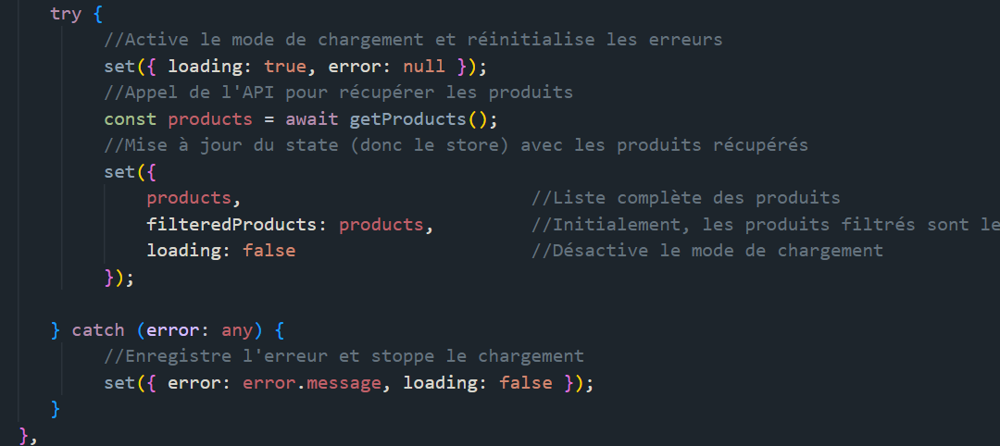 try {
//Active le mode de chargement et réinitialise les erreurs
set({ loading: true, error: null });
//Appel de l'API pour récupérer les produits
const products = await getProducts();
//Mise à jour du state (donc le store) avec les produits récupérés
set({
products, //Liste complète des produits
filteredProducts: products, //Initialement, les produits filtrés sont le
loading: false //Désactive le mode de chargement
});
} catch (error: any) {
//Enregistre l'erreur et stoppe le chargement
set({ error: error.message, loading: false });
}
},